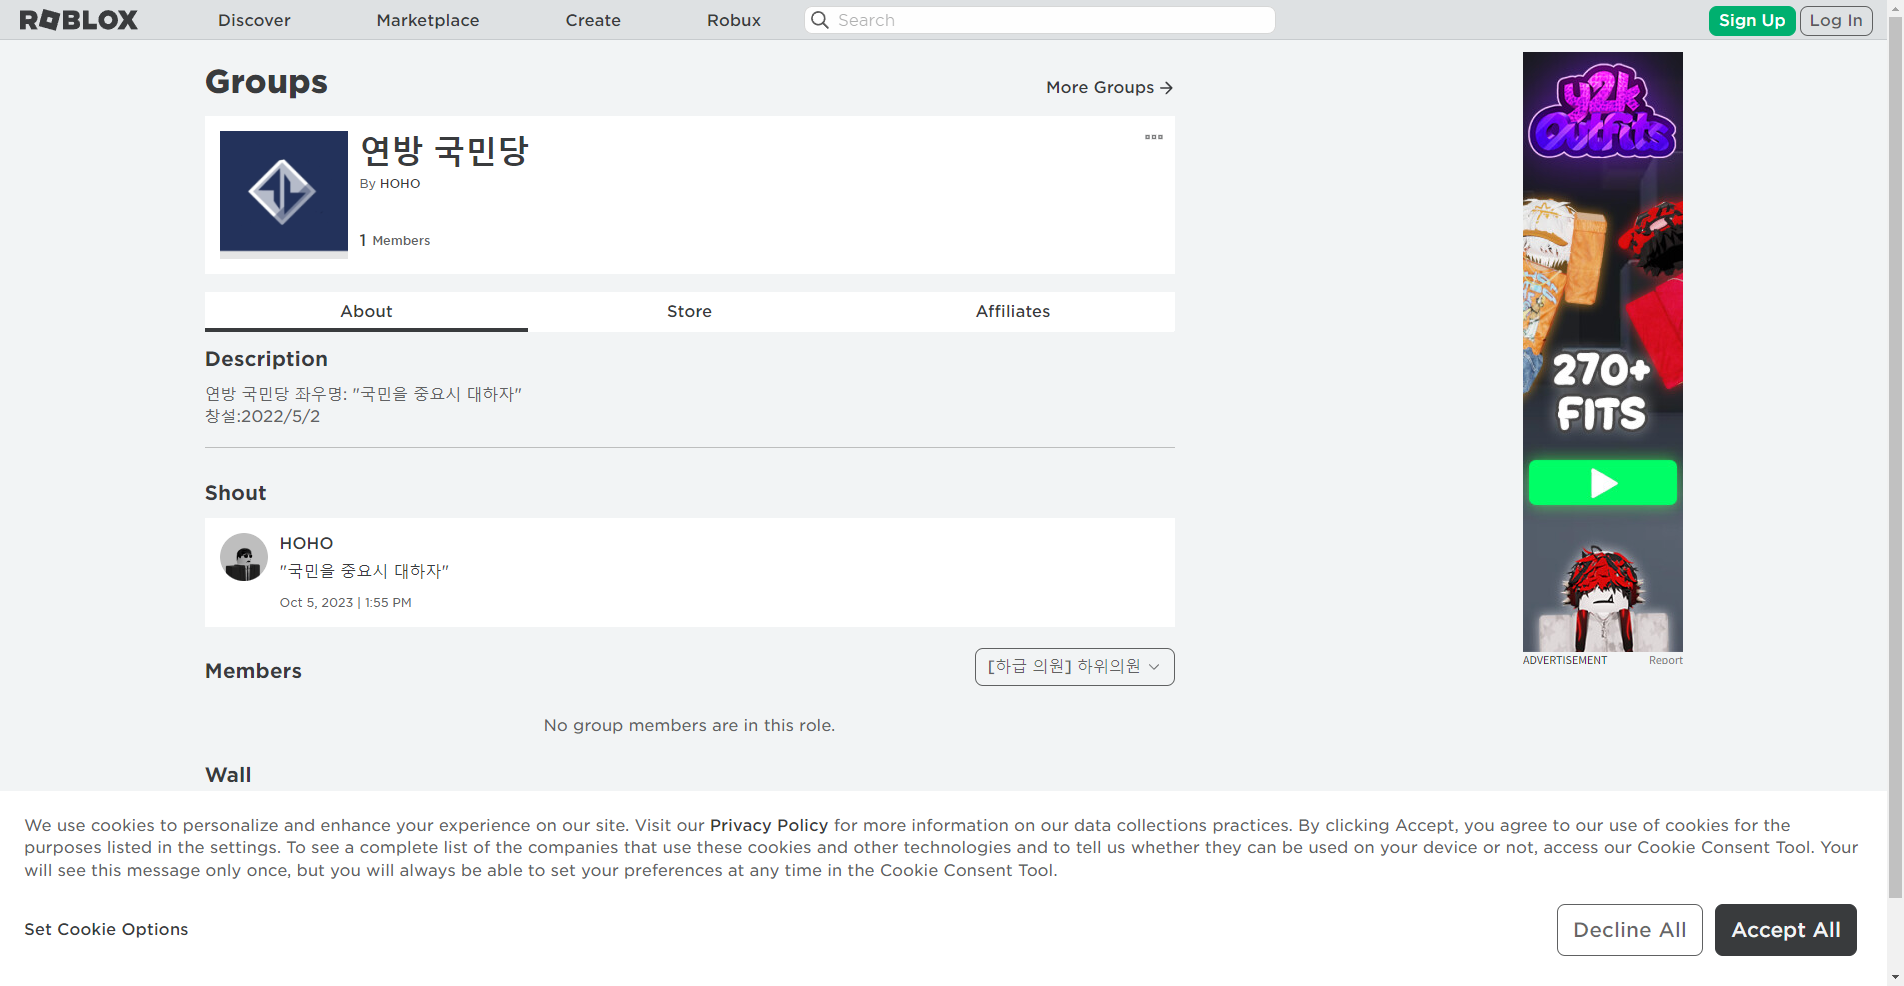 ROBLOX
Discover
Marketplace
Create
Robux
Search
Sign Up
Log In
Groups
More Groups →
연방 국민당
By HOHO
1 Members
About
Store
Affiliates
Description
연방 국민당 좌우명: "국민을 중요시 대하자"
창설:2022/5/2
Shout
HOHO
"국민을 중요시 대하자"
Oct 5, 2023 | 1:55 PM
Members
[하급 의원] 하위의원
No group members are in this role.
Wall
y2k
Outfits
270+
FITS
ADVERTISEMENT
Report
We use cookies to personalize and enhance your experience on our site. Visit our Privacy Policy for more information on our data collections practices. By clicking Accept, you agree to our use of cookies for the
purposes listed in the settings. To see a complete list of the companies that use these cookies and other technologies and to tell us whether they can be used on your device or not, access our Cookie Consent Tool. Your
will see this message only once, but you will always be able to set your preferences at any time in the Cookie Consent Tool.
Set Cookie Options
Decline All
Accept All